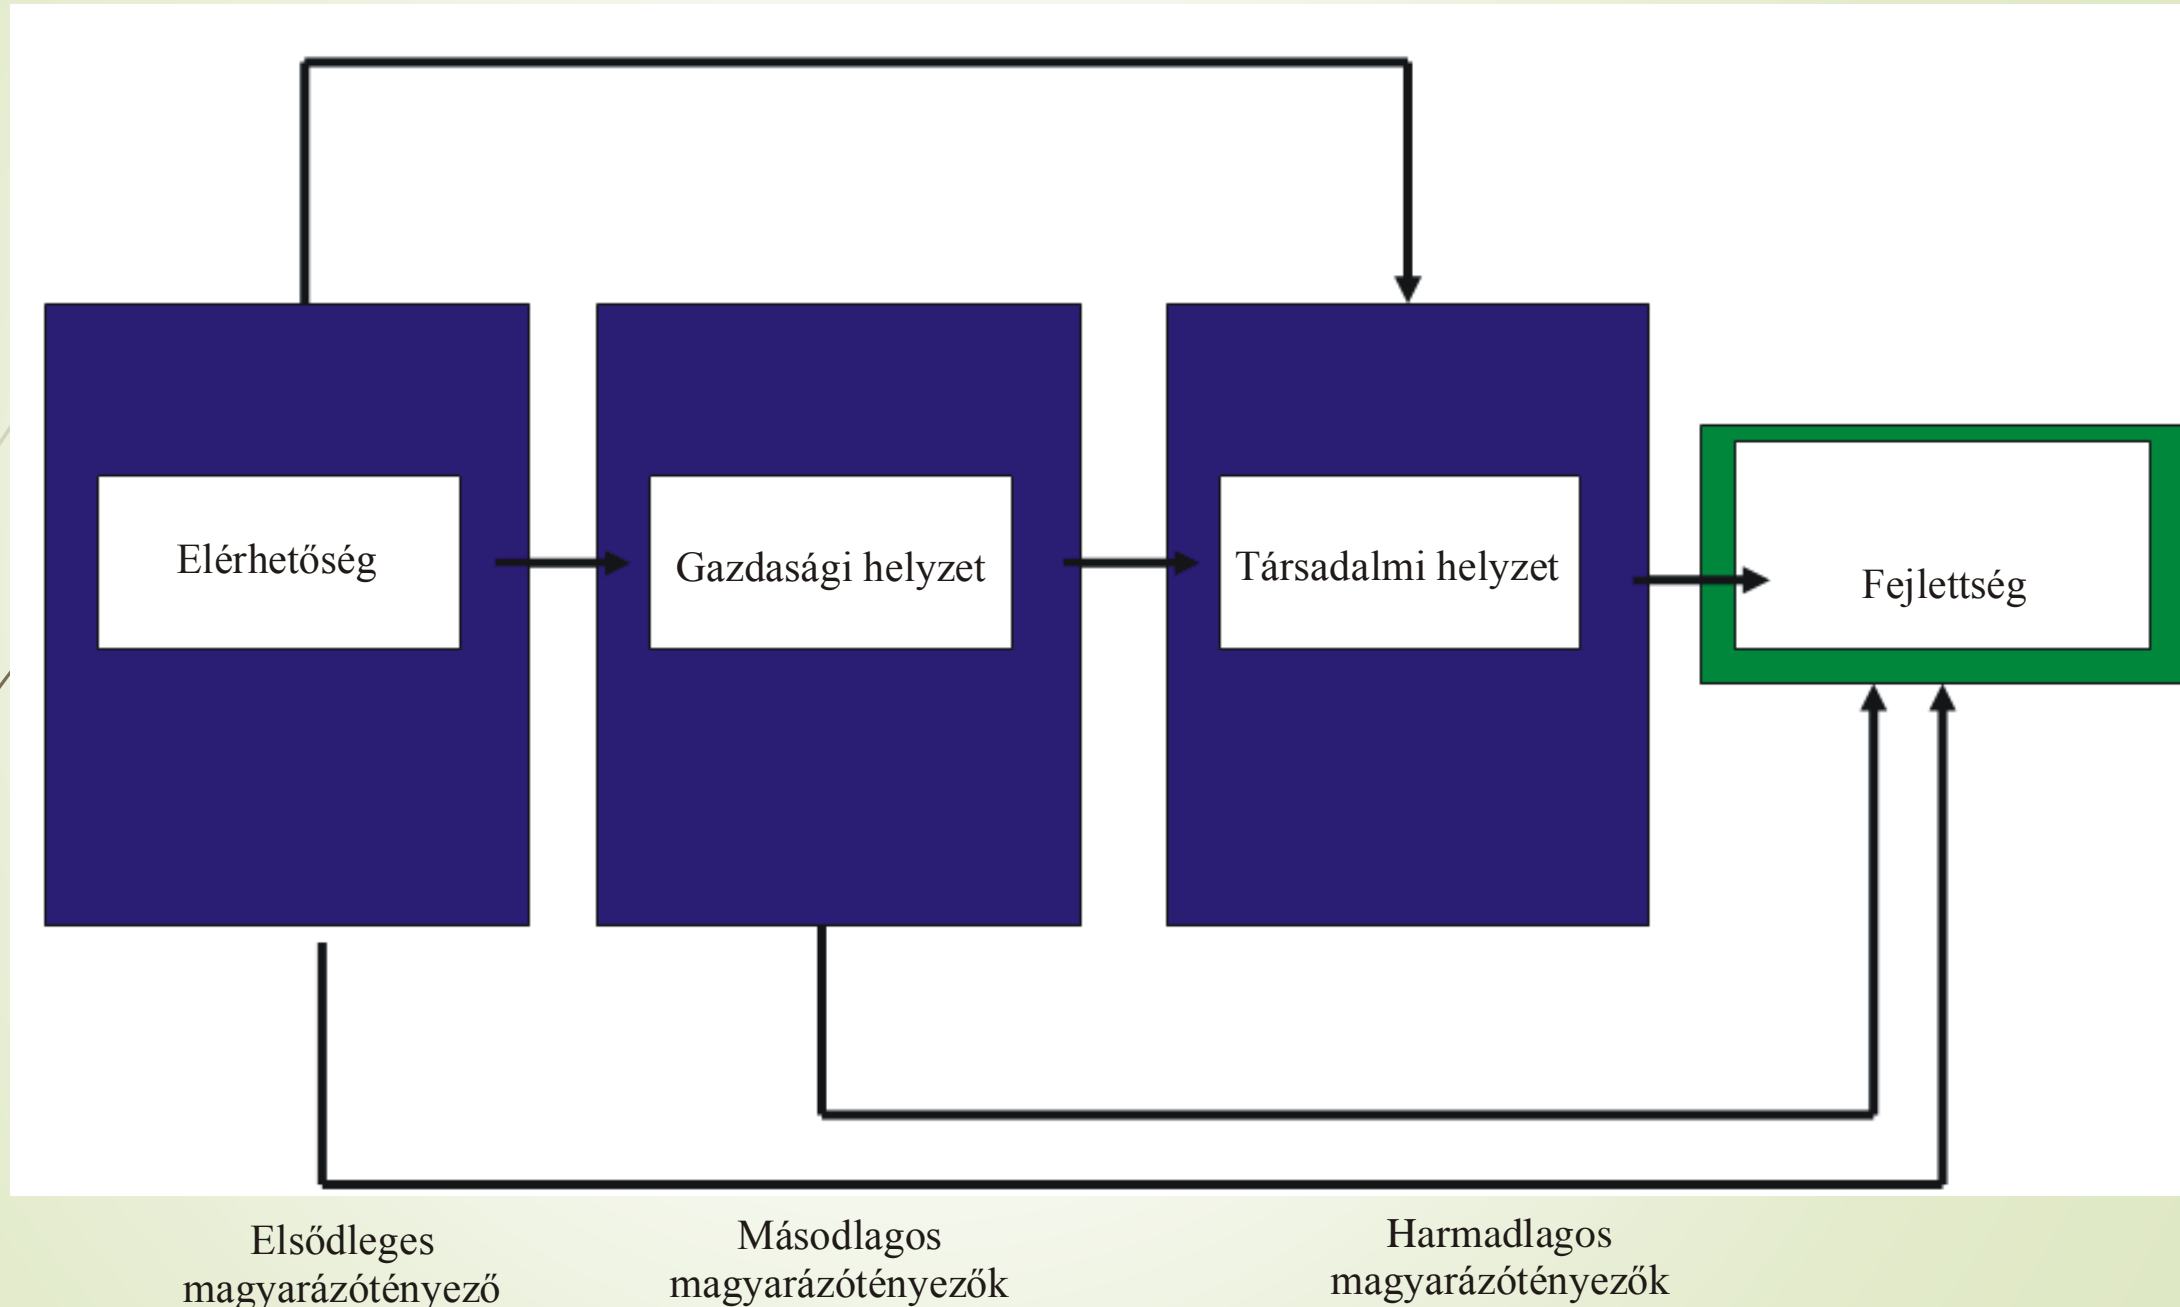 Elérhetőség
Gazdasági helyzet
Társadalmi helyzet
Fejlettség
Elsődleges
magyarázótényező
Másodlagos
magyarázótényezők
Harmadlagos
magyarázótényezők